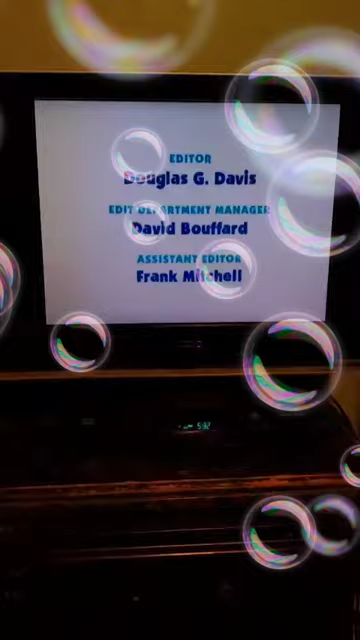 EDITOR
Douglas G. Davis
EDIT DEPARTMENT MANAGER
David Bouffard
ASSISTANT EDITOR
Frank Mitchell